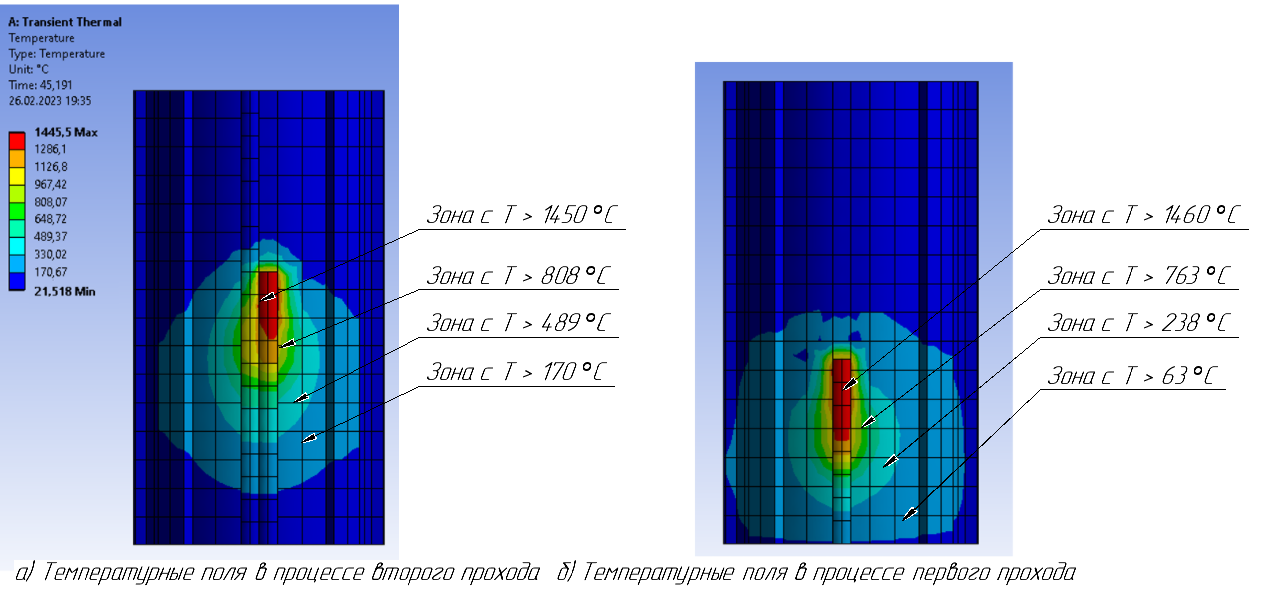 A: Transient Thermal
Temperature
Type: Temperature
Unit: °C
Time: 45,191
26.02.2023 19:35
1445,5 Max
1286,1
1126,8
967,42
808,07
648,72
489,37
330,02
170,67
21,518 Min
Зона с Т > 1450 °С
Зона с Т > 808 °С
Зона с Т > 489 °С
Зона с Т > 170 °С
Зона с Т > 1460 °С
Зона с Т > 763 °С
Зона с Т > 238 °С
Зона с Т > 63 °С
а) Температурные поля в процессе второго прохода
б) Температурные поля в процессе первого прохода